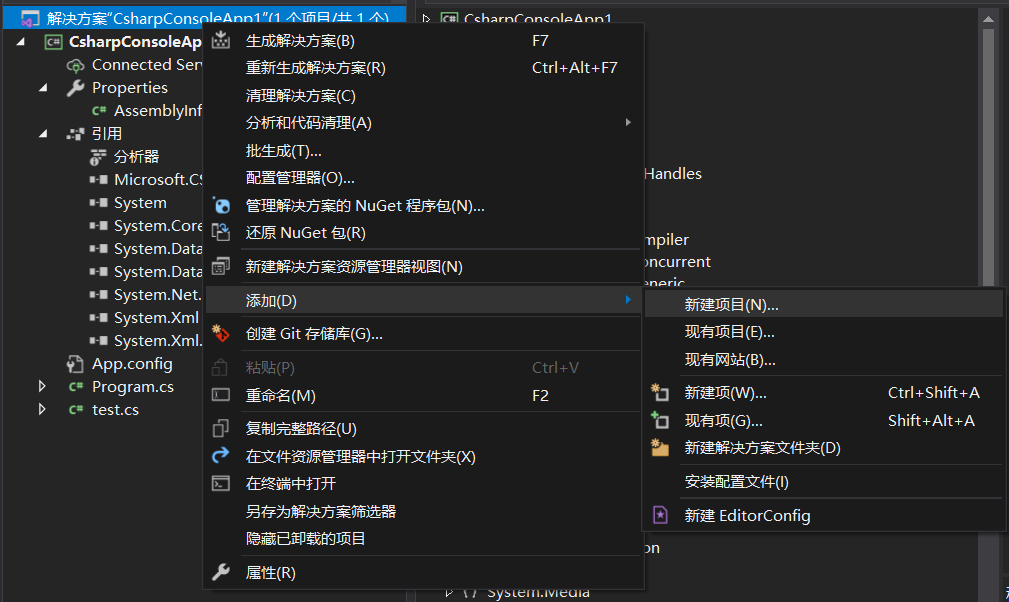 解决方案"CsharpConsoleApp1"(1 个项目/共 1 个)
C# CsharpConsoleAp
Connected Serv
Properties
C# AssemblyInf
引用
分析器
Microsoft.CS
System
System.Core
System.Data
System.Data
System.Net.
System.Xml
System.Xml.
App.config
C# Program.cs
C# test.cs
生成解决方案(B) F7
重新生成解决方案(R) Ctrl+Alt+F7
清理解决方案(C)
分析和代码清理(A)
批生成(T)...
配置管理器(O)...
管理解决方案的 NuGet 程序包(N)...
还原 NuGet 包(R)
新建解决方案资源管理器视图(N)
添加(D)
创建 Git 存储库(G)...
粘贴(P) Ctrl+V
重命名(M) F2
复制完整路径(U)
在文件资源管理器中打开文件夹(X)
在终端中打开
另存为解决方案筛选器
隐藏已卸载的项目
属性(R)
C# CsharpConsoleApp1
Handles
mpiler
oncurrent
eneric
新建项目(N)...
现有项目(E)...
现有网站(B)...
新建项(W)... Ctrl+Shift+A
现有项(G)... Shift+Alt+A
新建解决方案文件夹(D)
安装配置文件(I)
新建 EditorConfig
on
{} System.Media